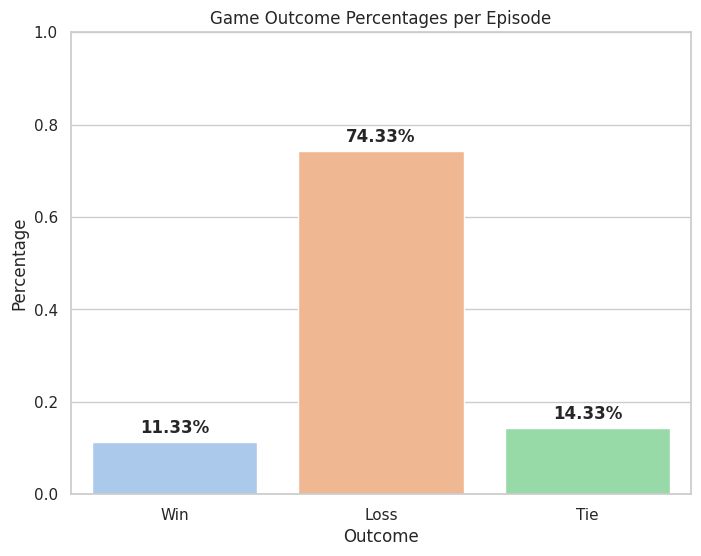 Game Outcome Percentages per Episode
1.0
0.8
0.6
0.4
0.2
0.0
Percentage
74.33%
11.33%
14.33%
Win
Loss
Tie
Outcome